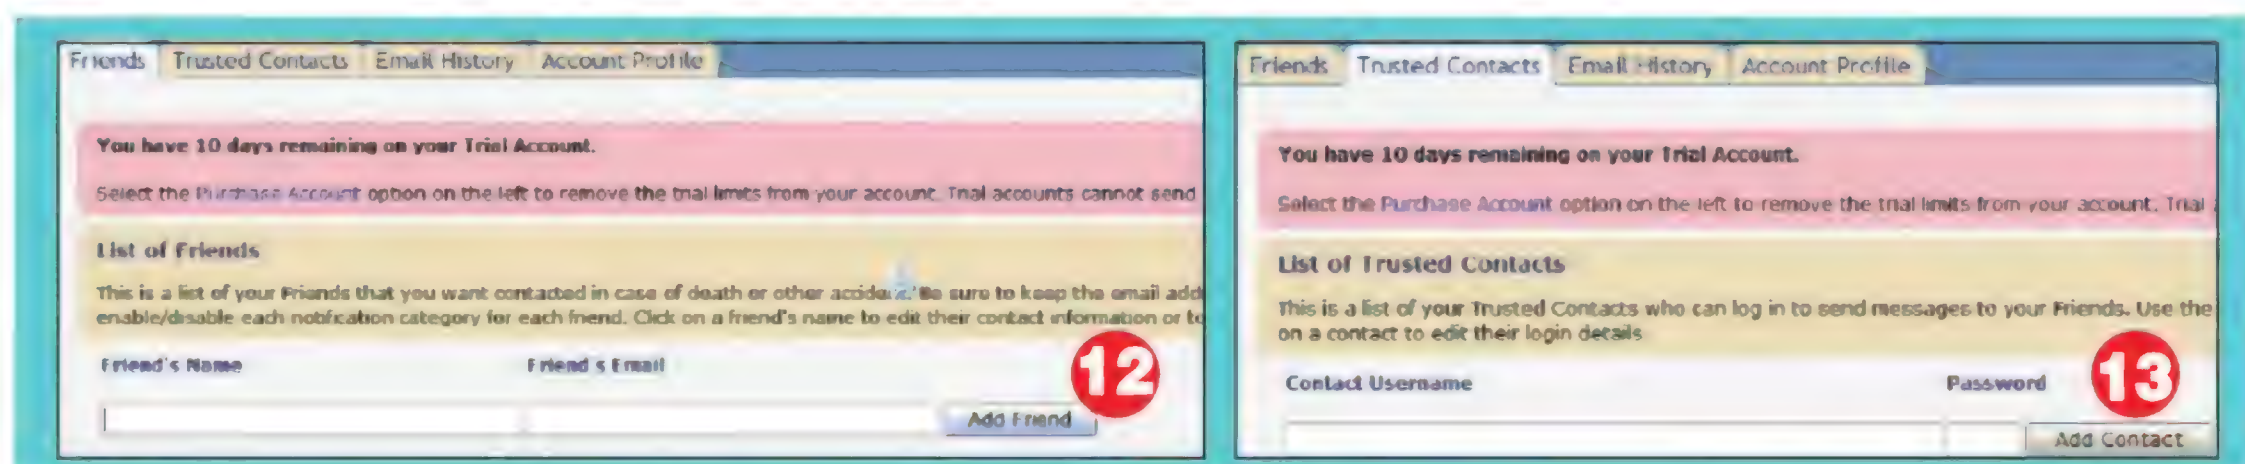 Friends Trusted Contacts Email History Account Profile
You have 10 days remaining on your Trial Account.
Select the Purchase Account option on the left to remove the trial limits from your account. Trial accounts cannot send
List of Friends
This is a list of your Friends that you want contacted in case of death or other accident. Be sure to keep the email add
enable/disable each notification category for each friend. Click on a friend's name to edit their contact information or to
Friend's Name Friend's Email
12
Add Friend
Friends Trusted Contacts Email History Account Profile
You have 10 days remaining on your Trial Account.
Select the Purchase Account option on the left to remove the trial limits from your account. Trial
List of Trusted Contacts
This is a list of your Trusted Contacts who can log in to send messages to your Friends. Use the
on a contact to edit their login details
Contact Username Password
13
Add Contact